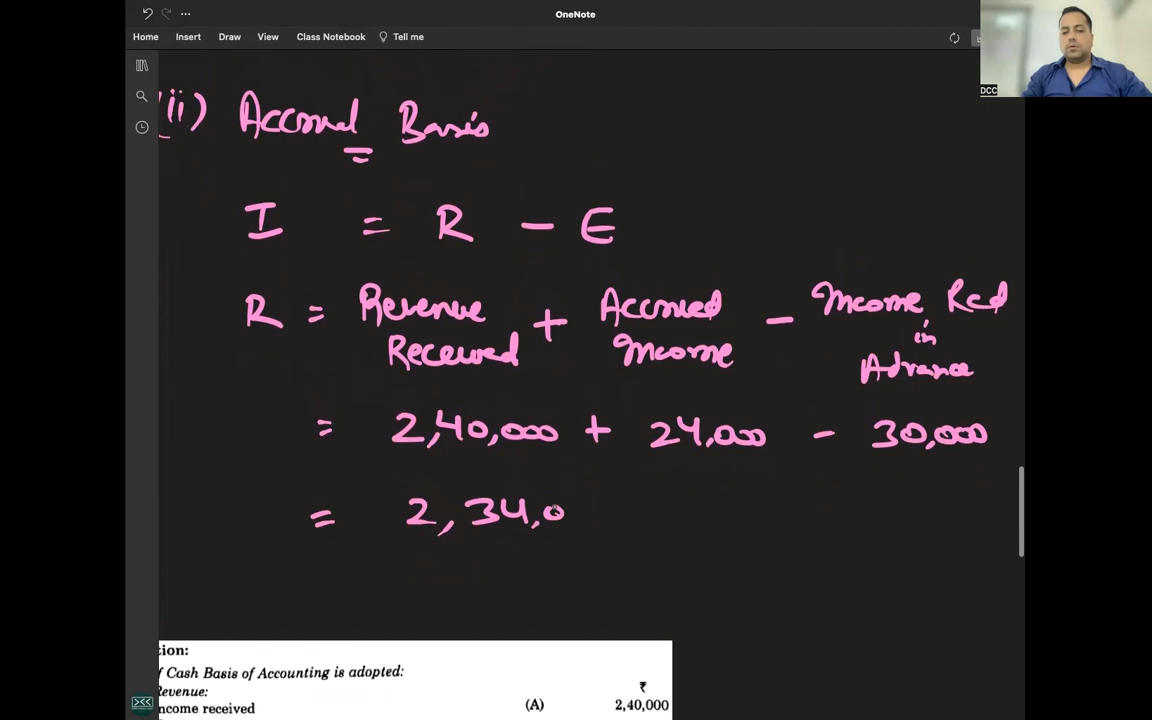 OneNote
Home Insert Draw View Class Notebook Tell me
DCC
(ii) Accrual Basis
I = R - E
R = Revenue Received + Accrued Income - Income Rcd in Advance
= 2,40,000 + 24,000 - 30,000
= 2,34,0
tion:
f Cash Basis of Accounting is adopted:
Revenue: ₹
ncome received (A) 2,40,000